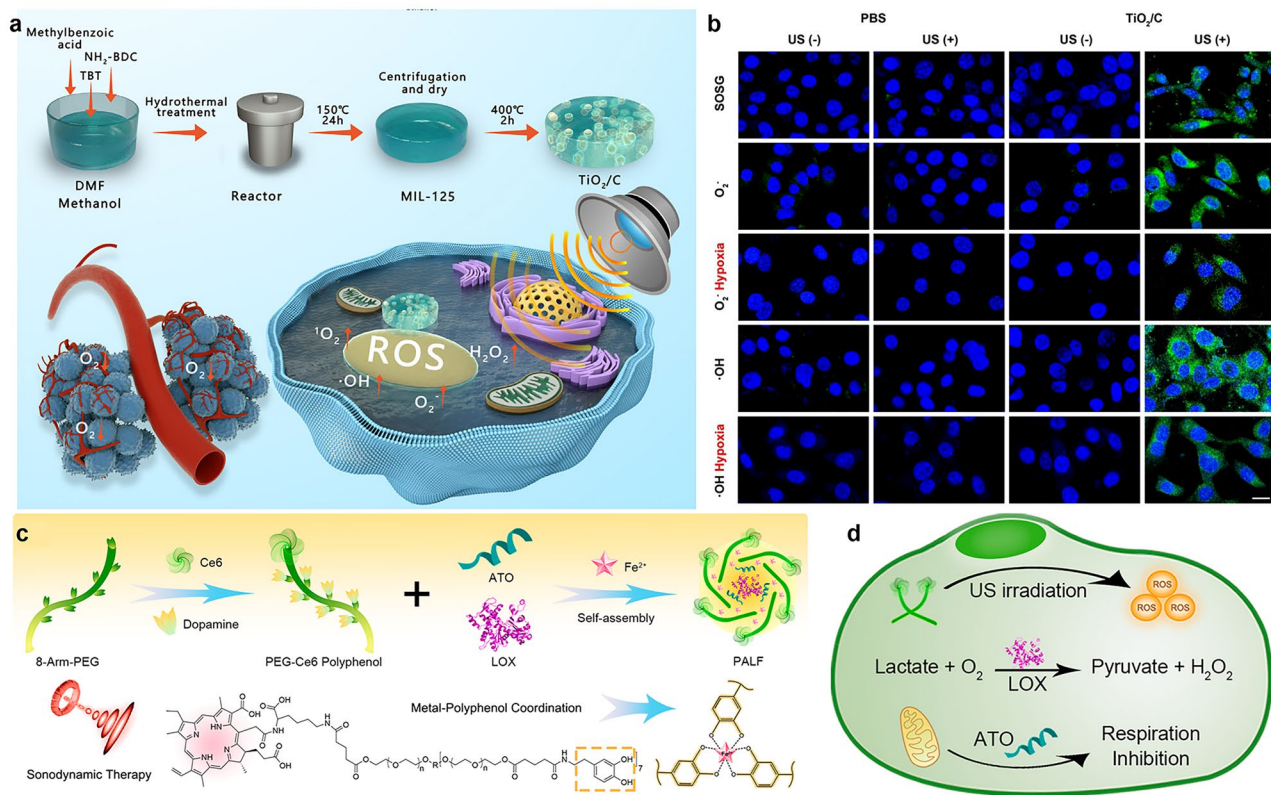 a
Methylbenzoic
acid
NH₂-BDC
TBT
Hydrothermal
treatment
150℃
24h
Centrifugation
and dry
400℃
2h
DMF
Methanol
Reactor
MIL-125
TiO₂/C
O₂
O₂
O₂
¹O₂
ROS
H₂O₂
·OH
O₂⁻
b
PBS
TiO₂/C
US (-)
US (+)
US (-)
US (+)
SOSG
O₂⁻
O₂⁻ Hypoxia
·OH
·OH Hypoxia
c
Ce6
Dopamine
ATO
LOX
Fe²⁺
Self-assembly
8-Arm-PEG
PEG-Ce6 Polyphenol
+
PALF
Sonodynamic Therapy
Metal-Polyphenol Coordination
d
US irradiation
ROS
ROS
ROS
Lactate + O₂
LOX
Pyruvate + H₂O₂
ATO
Respiration
Inhibition